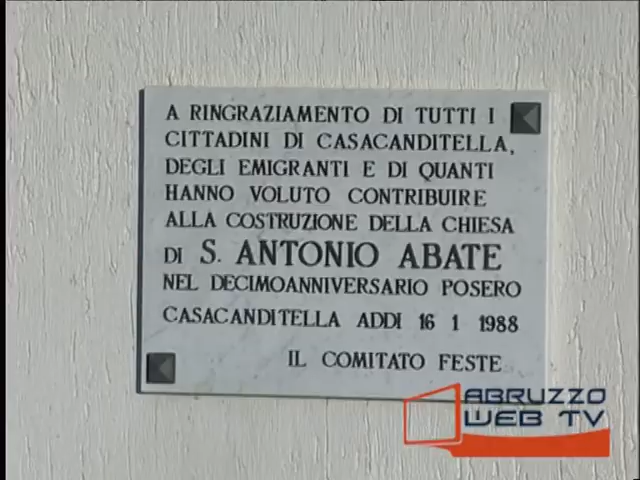 A RINGRAZIAMENTO DI TUTTI I
CITTADINI DI CASACANDITELLA,
DEGLI EMIGRANTI E DI QUANTI
HANNO VOLUTO CONTRIBUIRE
ALLA COSTRUZIONE DELLA CHIESA
DI S. ANTONIO ABATE
NEL DECIMOANNIVERSARIO POSERO
CASACANDITELLA ADDI 16 1 1988
IL COMITATO FESTE
ABRUZZO
WEB TV